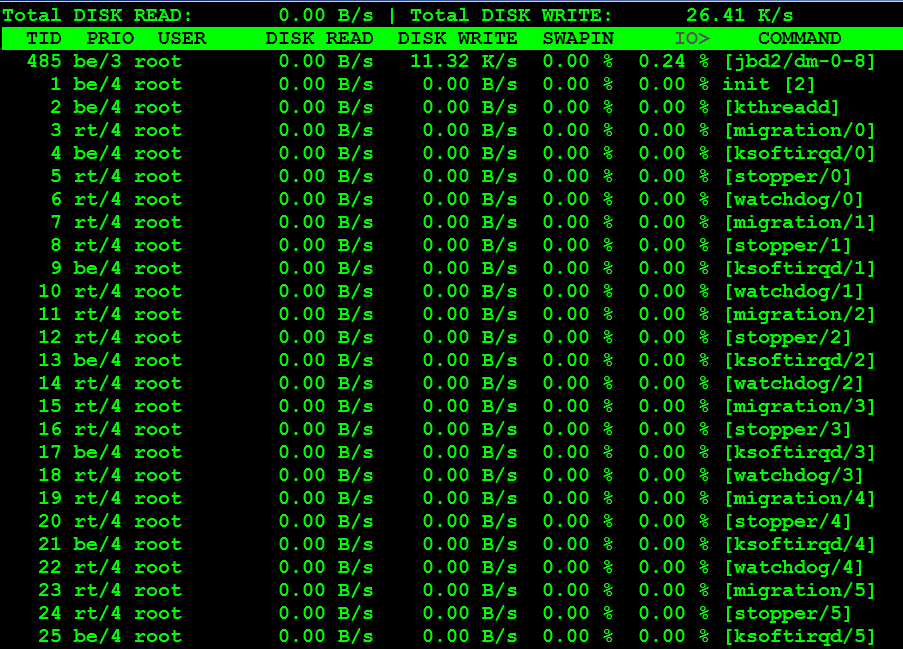 Total DISK READ:       0.00 B/s | Total DISK WRITE:      26.41 K/s
  TID  PRIO  USER     DISK READ  DISK WRITE  SWAPIN     IO>    COMMAND
  485 be/3 root        0.00 B/s   11.32 K/s  0.00 %  0.24 % [jbd2/dm-0-8]
    1 be/4 root        0.00 B/s    0.00 B/s  0.00 %  0.00 % init [2]
    2 be/4 root        0.00 B/s    0.00 B/s  0.00 %  0.00 % [kthreadd]
    3 rt/4 root        0.00 B/s    0.00 B/s  0.00 %  0.00 % [migration/0]
    4 be/4 root        0.00 B/s    0.00 B/s  0.00 %  0.00 % [ksoftirqd/0]
    5 rt/4 root        0.00 B/s    0.00 B/s  0.00 %  0.00 % [stopper/0]
    6 rt/4 root        0.00 B/s    0.00 B/s  0.00 %  0.00 % [watchdog/0]
    7 rt/4 root        0.00 B/s    0.00 B/s  0.00 %  0.00 % [migration/1]
    8 rt/4 root        0.00 B/s    0.00 B/s  0.00 %  0.00 % [stopper/1]
    9 be/4 root        0.00 B/s    0.00 B/s  0.00 %  0.00 % [ksoftirqd/1]
   10 rt/4 root        0.00 B/s    0.00 B/s  0.00 %  0.00 % [watchdog/1]
   11 rt/4 root        0.00 B/s    0.00 B/s  0.00 %  0.00 % [migration/2]
   12 rt/4 root        0.00 B/s    0.00 B/s  0.00 %  0.00 % [stopper/2]
   13 be/4 root        0.00 B/s    0.00 B/s  0.00 %  0.00 % [ksoftirqd/2]
   14 rt/4 root        0.00 B/s    0.00 B/s  0.00 %  0.00 % [watchdog/2]
   15 rt/4 root        0.00 B/s    0.00 B/s  0.00 %  0.00 % [migration/3]
   16 rt/4 root        0.00 B/s    0.00 B/s  0.00 %  0.00 % [stopper/3]
   17 be/4 root        0.00 B/s    0.00 B/s  0.00 %  0.00 % [ksoftirqd/3]
   18 rt/4 root        0.00 B/s    0.00 B/s  0.00 %  0.00 % [watchdog/3]
   19 rt/4 root        0.00 B/s    0.00 B/s  0.00 %  0.00 % [migration/4]
   20 rt/4 root        0.00 B/s    0.00 B/s  0.00 %  0.00 % [stopper/4]
   21 be/4 root        0.00 B/s    0.00 B/s  0.00 %  0.00 % [ksoftirqd/4]
   22 rt/4 root        0.00 B/s    0.00 B/s  0.00 %  0.00 % [watchdog/4]
   23 rt/4 root        0.00 B/s    0.00 B/s  0.00 %  0.00 % [migration/5]
   24 rt/4 root        0.00 B/s    0.00 B/s  0.00 %  0.00 % [stopper/5]
   25 be/4 root        0.00 B/s    0.00 B/s  0.00 %  0.00 % [ksoftirqd/5]